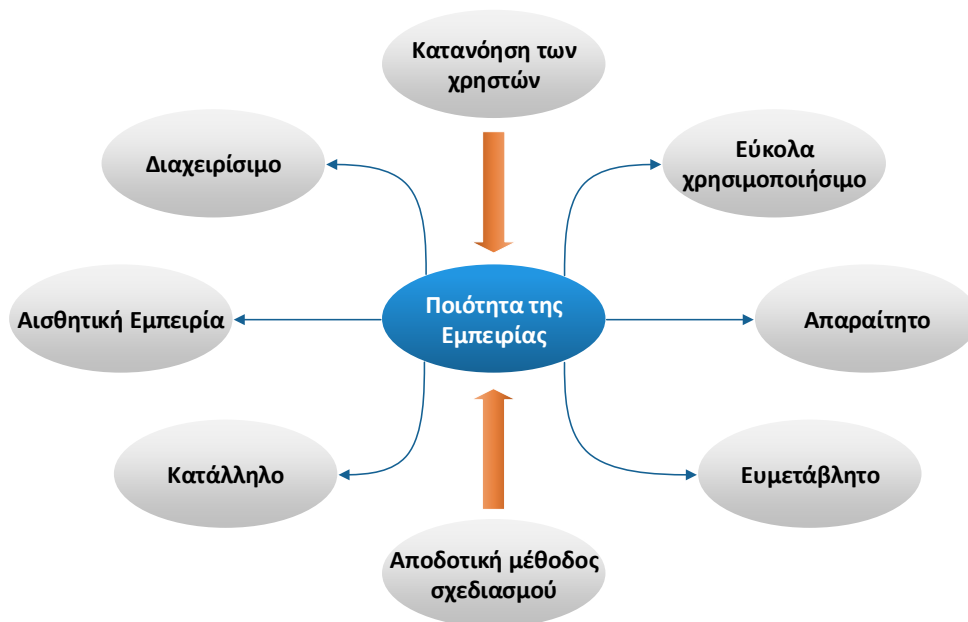 Κατανόηση των
χρηστών
Διαχειρίσιμο
Εύκολα
χρησιμοποιήσιμο
Αισθητική Εμπειρία
Ποιότητα της
Εμπειρίας
Απαραίτητο
Κατάλληλο
Ευμετάβλητο
Αποδοτική μέθοδος
σχεδιασμού